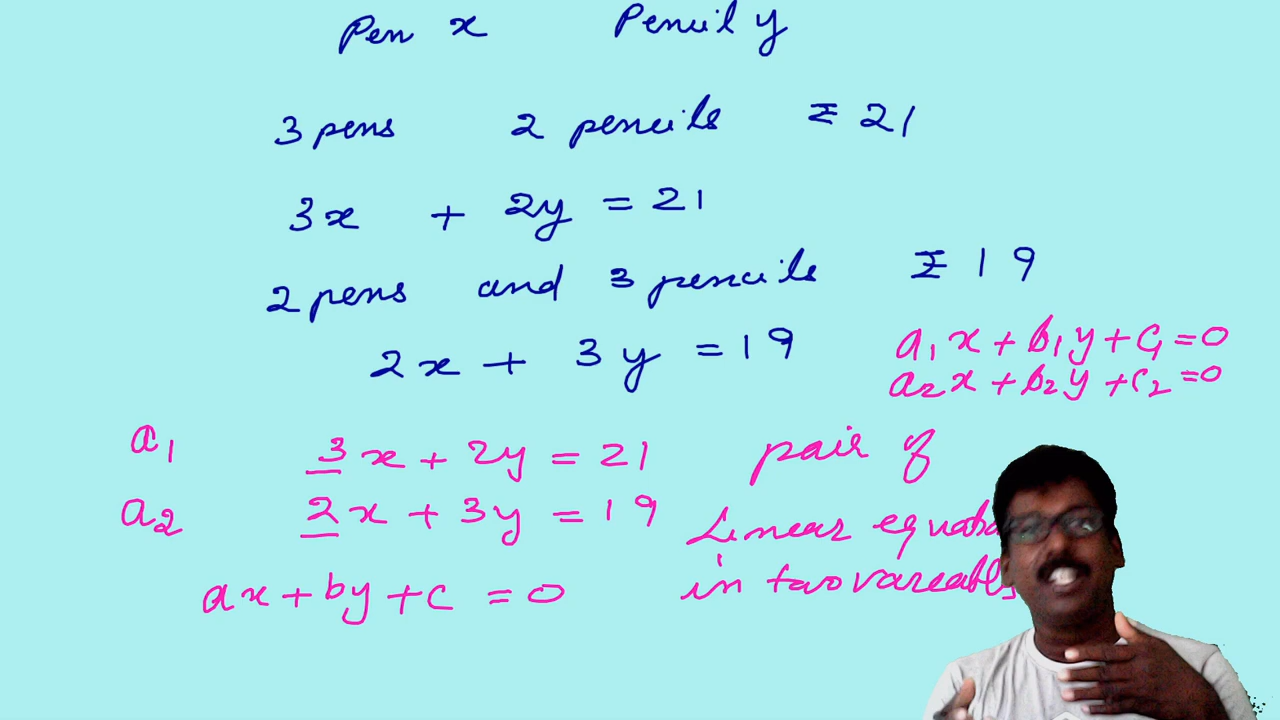 Pen x Pencil y
3 pens 2 pencils ₹ 21
3x + 2y = 21
2 pens and 3 pencils ₹ 19
2x + 3y = 19
a₁x + b₁y + c₁ = 0
a₂x + b₂y + c₂ = 0
a₁ 3x + 2y = 21 pair of
a₂ 2x + 3y = 19 Linear
ax + by + c = 0 in two